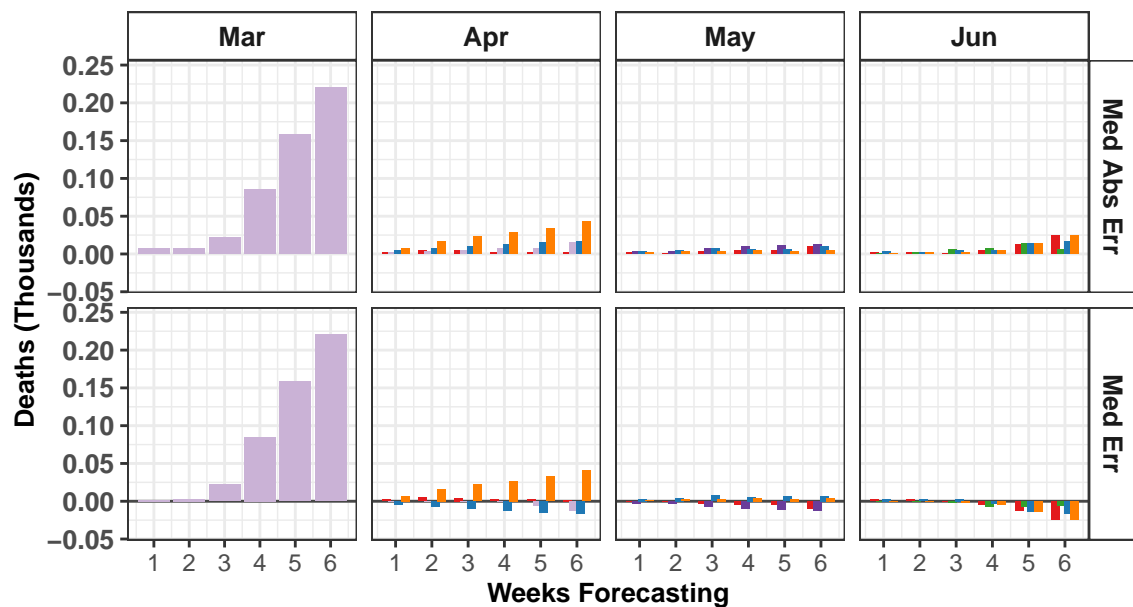 Mar Apr May Jun
0.25
0.20
0.15
0.10
0.05
0.00
−0.05
Med Abs Err
0.25
0.20
0.15
0.10
0.05
0.00
−0.05
Med Err
Deaths (Thousands)
1 2 3 4 5 6 1 2 3 4 5 6 1 2 3 4 5 6 1 2 3 4 5 6
Weeks Forecasting